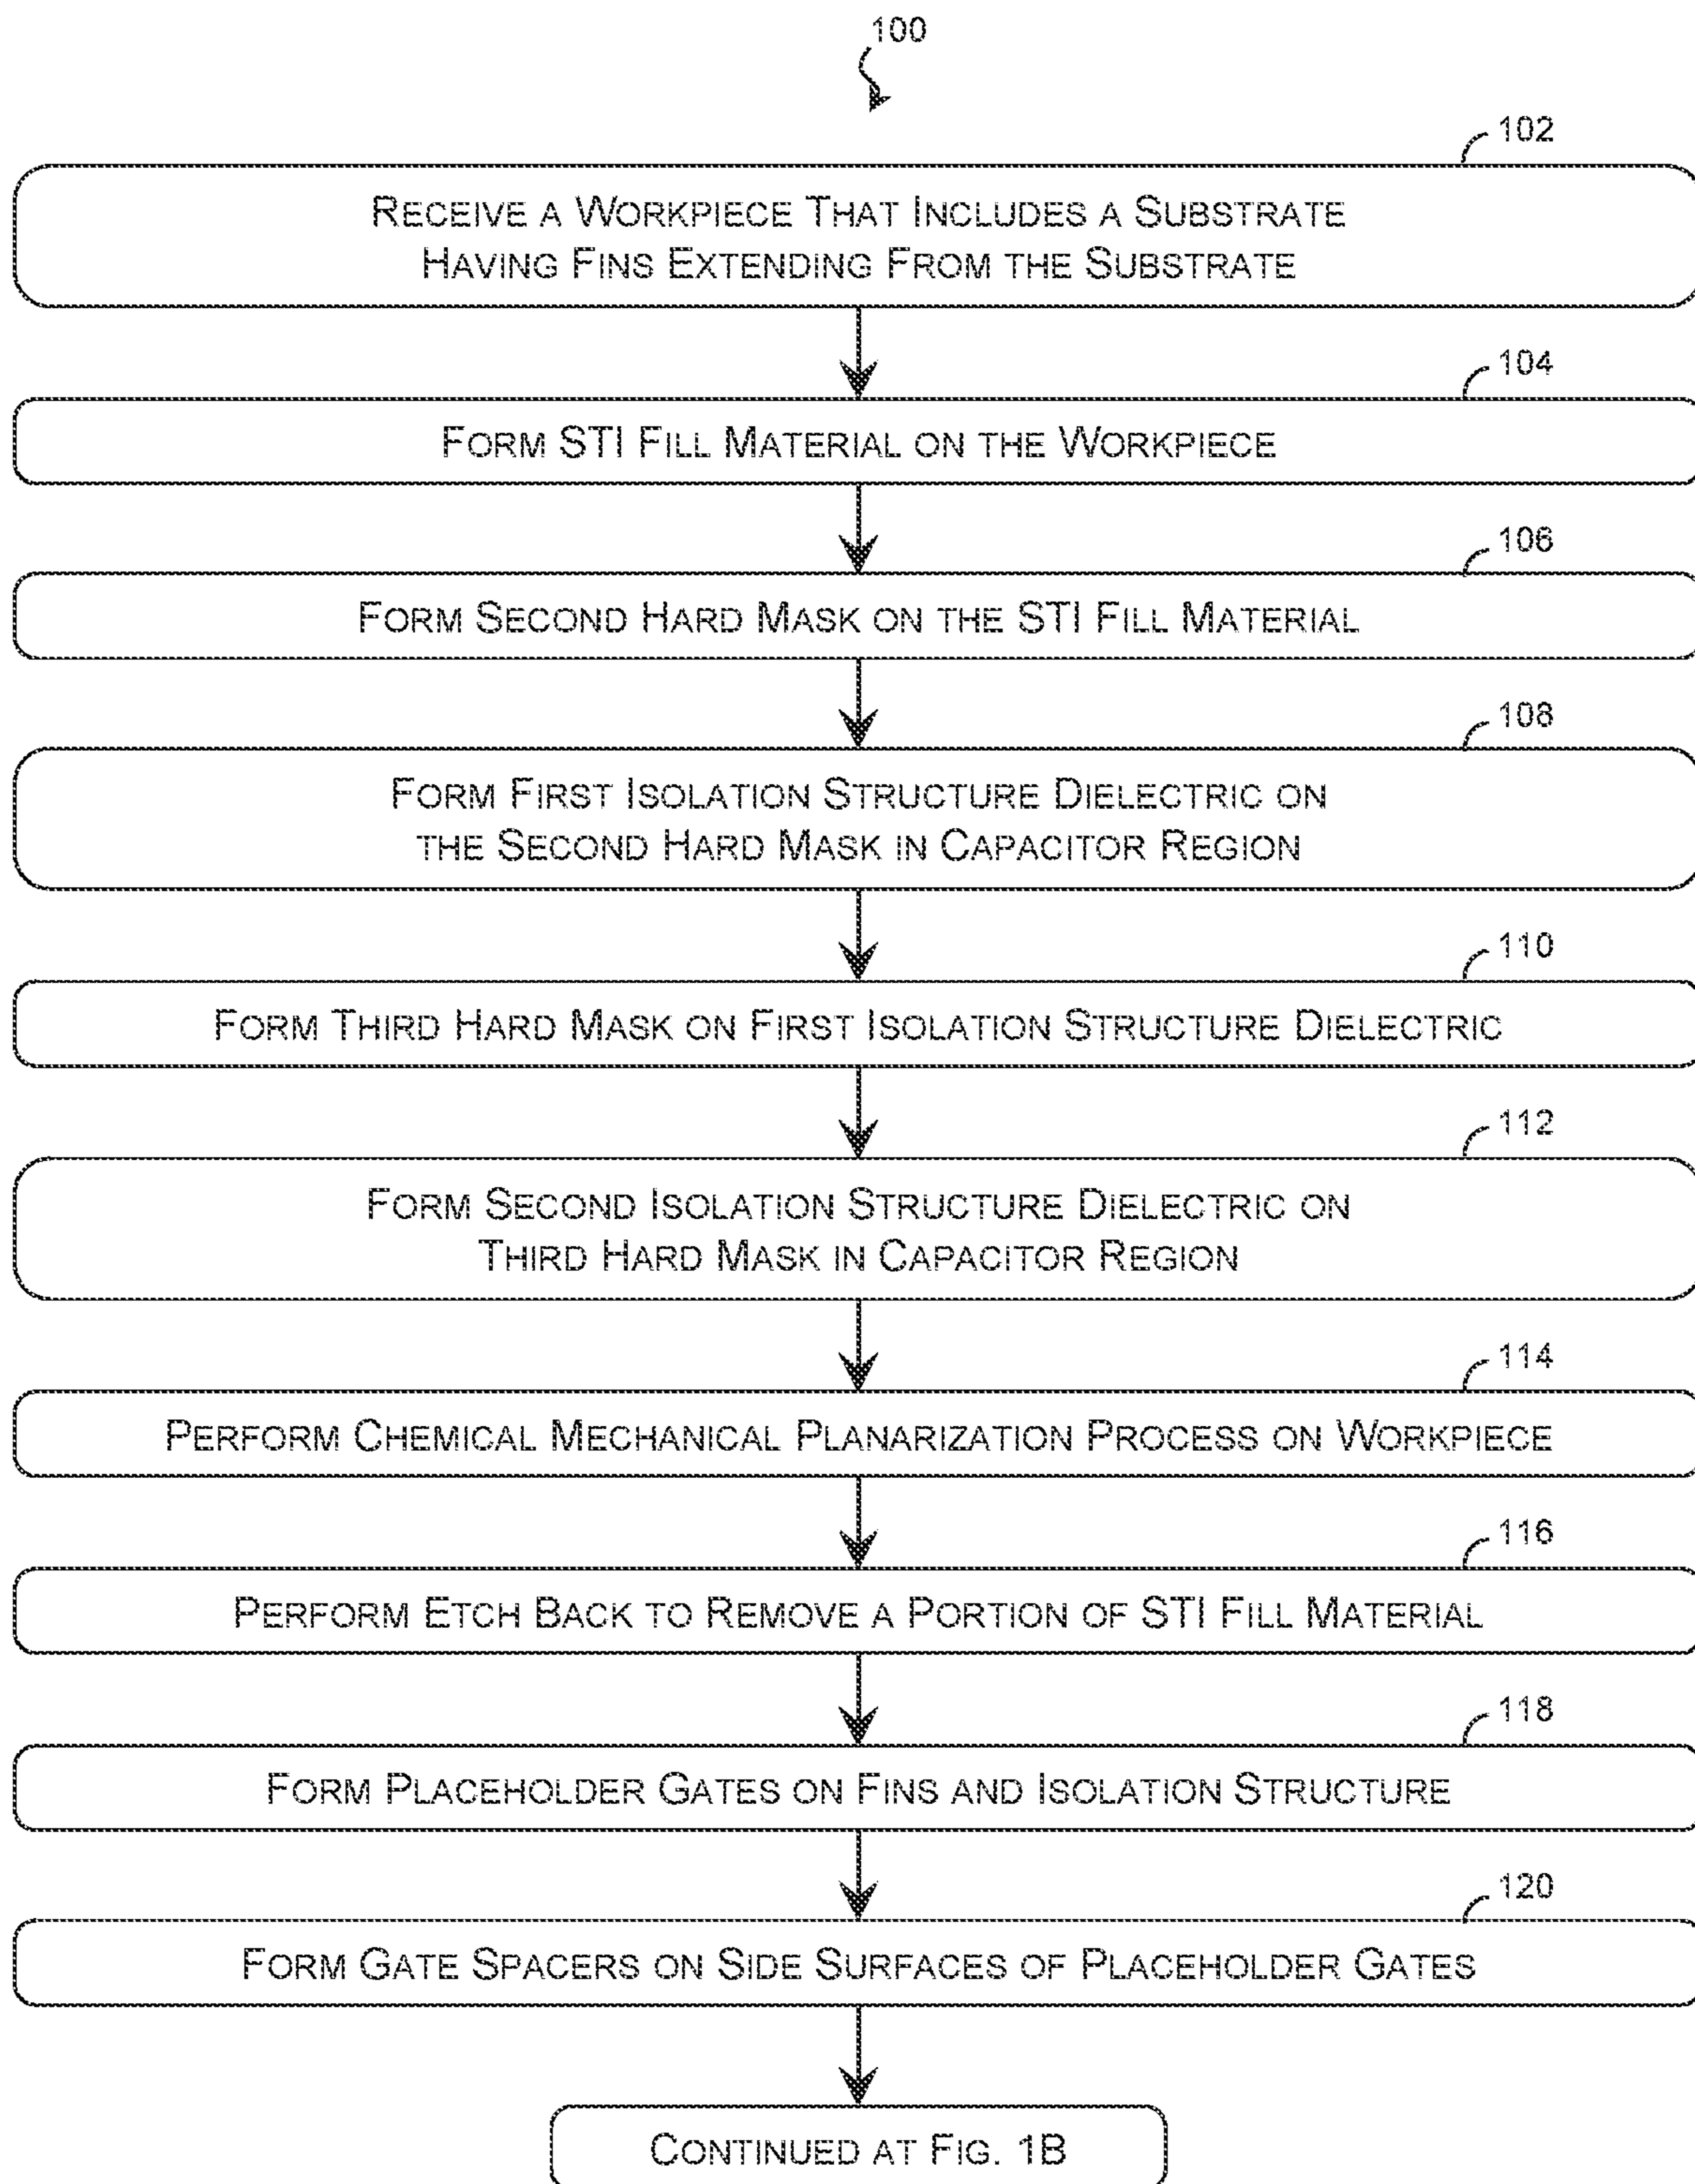 100
102
RECEIVE A WORKPIECE THAT INCLUDES A SUBSTRATE
HAVING FINS EXTENDING FROM THE SUBSTRATE
104
FORM STI FILL MATERIAL ON THE WORKPIECE
106
FORM SECOND HARD MASK ON THE STI FILL MATERIAL
108
FORM FIRST ISOLATION STRUCTURE DIELECTRIC ON
THE SECOND HARD MASK IN CAPACITOR REGION
110
FORM THIRD HARD MASK ON FIRST ISOLATION STRUCTURE DIELECTRIC
112
FORM SECOND ISOLATION STRUCTURE DIELECTRIC ON
THIRD HARD MASK IN CAPACITOR REGION
114
PERFORM CHEMICAL MECHANICAL PLANARIZATION PROCESS ON WORKPIECE
116
PERFORM ETCH BACK TO REMOVE A PORTION OF STI FILL MATERIAL
118
FORM PLACEHOLDER GATES ON FINS AND ISOLATION STRUCTURE
120
FORM GATE SPACERS ON SIDE SURFACES OF PLACEHOLDER GATES
CONTINUED AT FIG. 1B